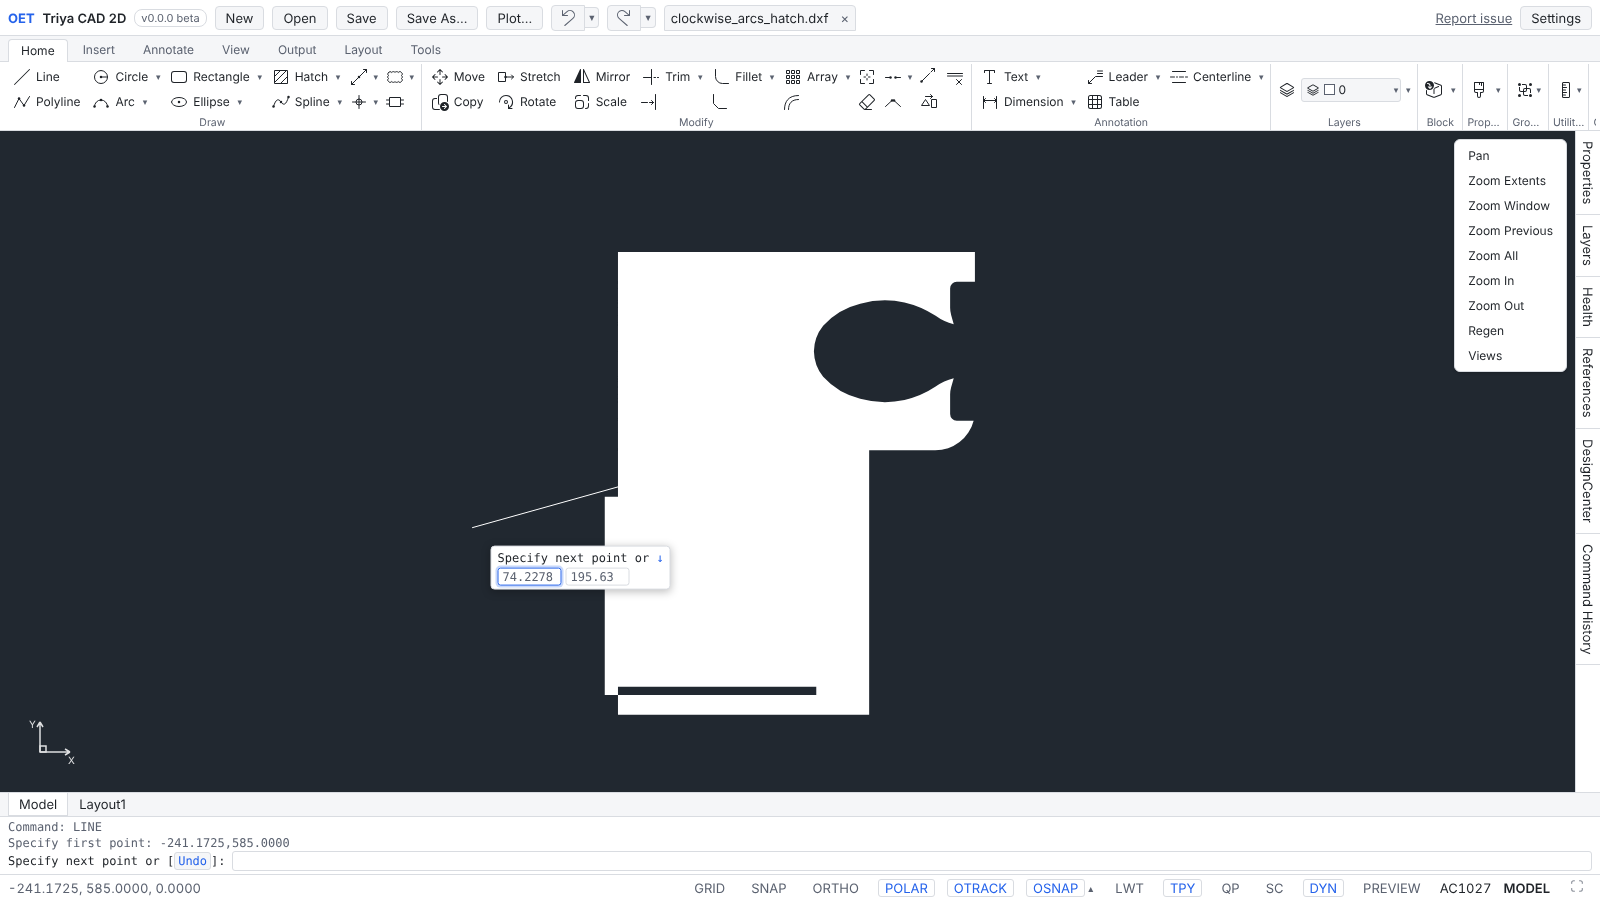 OET Triya CAD 2D v0.0.0 beta New Open Save Save As... Plot... clockwise_arcs_hatch.dxf × Report issue Settings
Home Insert Annotate View Output Layout Tools
Line Circle Rectangle Hatch Move Stretch Mirror Trim Fillet Array Text Leader Centerline
Polyline Arc Ellipse Spline Copy Rotate Scale Dimension Table
0
Draw Modify Annotation Layers Block Prop... Gro... Utilit...
Pan
Zoom Extents
Zoom Window
Zoom Previous
Zoom All
Zoom In
Zoom Out
Regen
Views
Properties
Layers
Health
References
DesignCenter
Command History
Specify next point or ↓
74.2278 195.63
Y
X
Model Layout1
Command: LINE
Specify first point: -241.1725,585.0000
Specify next point or [Undo]:
-241.1725, 585.0000, 0.0000 GRID SNAP ORTHO POLAR OTRACK OSNAP LWT TPY QP SC DYN PREVIEW AC1027 MODEL